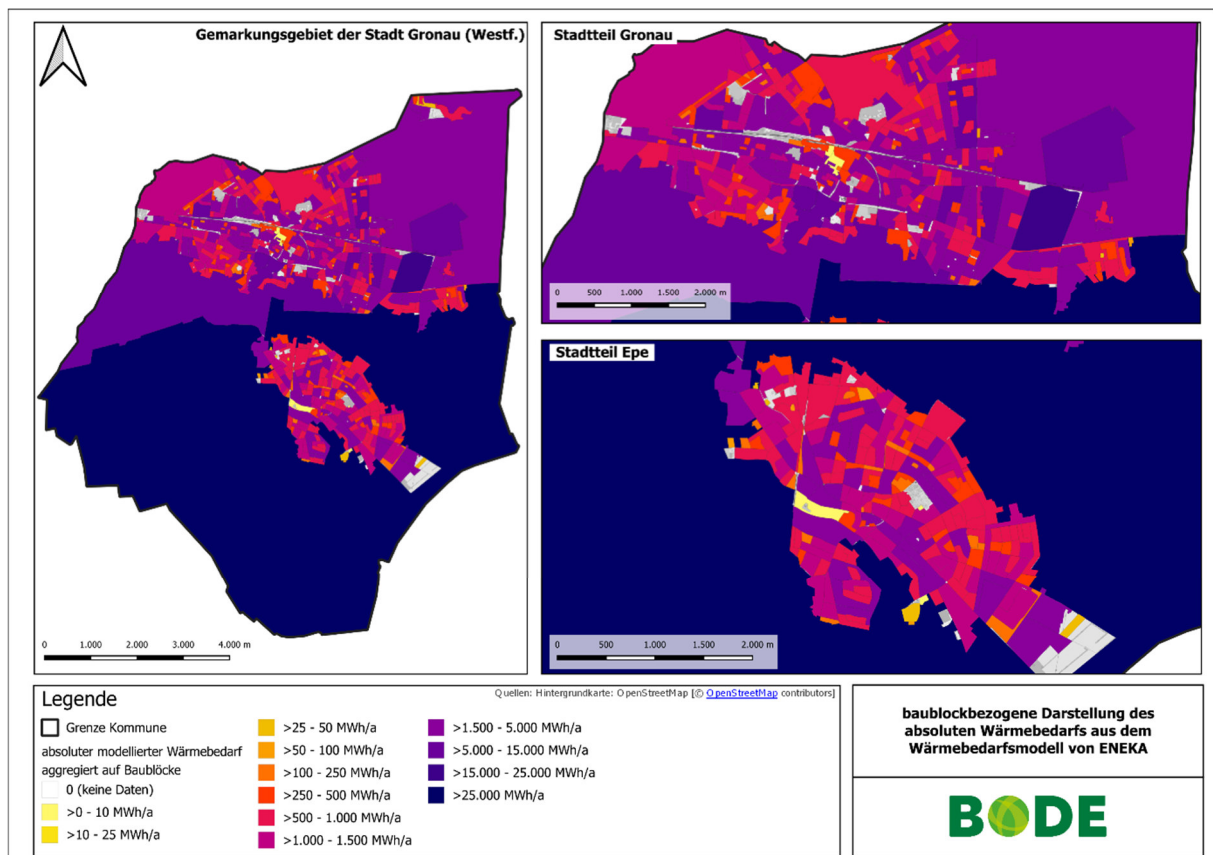 Gemarkungsgebiet der Stadt Gronau (Westf.)
0 1.000 2.000 3.000 4.000 m
Stadtteil Gronau
0 500 1.000 1.500 2.000 m
Stadtteil Epe
0 500 1.000 1.500 2.000 m
Legende
Quellen: Hintergrundkarte: OpenStreetMap [© OpenStreetMap contributors]
Grenze Kommune
absoluter modellierter Wärmebedarf
aggregiert auf Baublöcke
0 (keine Daten)
>0 - 10 MWh/a
>10 - 25 MWh/a
>25 - 50 MWh/a
>50 - 100 MWh/a
>100 - 250 MWh/a
>250 - 500 MWh/a
>500 - 1.000 MWh/a
>1.000 - 1.500 MWh/a
>1.500 - 5.000 MWh/a
>5.000 - 15.000 MWh/a
>15.000 - 25.000 MWh/a
>25.000 MWh/a
baublockbezogene Darstellung des
absoluten Wärmebedarfs aus dem
Wärmebedarfsmodell von ENEKA
BODE